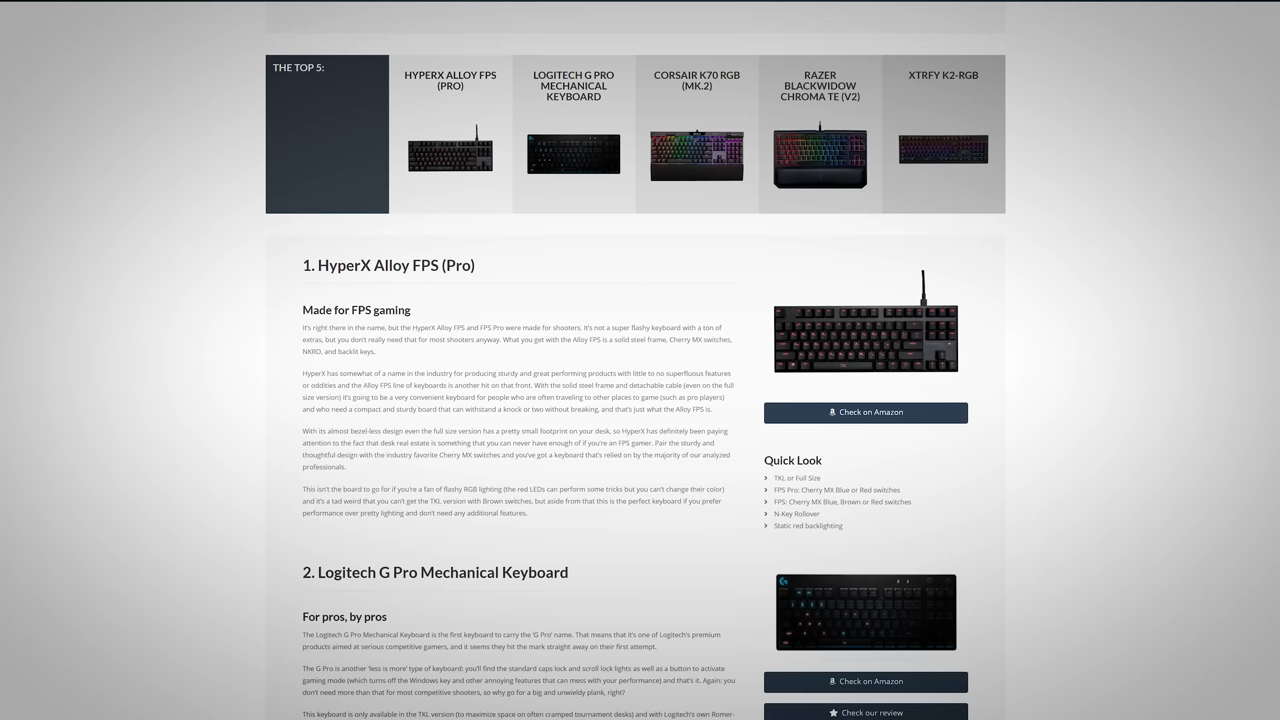 THE TOP 5:
HYPERX ALLOY FPS
(PRO)
LOGITECH G PRO
MECHANICAL
KEYBOARD
CORSAIR K70 RGB
(MK.2)
RAZER
BLACKWIDOW
CHROMA TE (V2)
XTRFY K2-RGB
1. HyperX Alloy FPS (Pro)
Made for FPS gaming
It's right there in the name, but the HyperX Alloy FPS and FPS Pro were made for shooters. It's not a super flashy keyboard with a ton of
extras, but you don't really need that for most shooters anyway. What you get with the Alloy FPS is a solid steel frame, Cherry MX switches,
NKRO, and backlit keys.
HyperX has somewhat of a name in the industry for producing sturdy and great performing products with little to no superfluous features
or oddities and the Alloy FPS line of keyboards is another hit on that front. With the solid steel frame and detachable cable (even on the full
size version) it's going to be a very convenient keyboard for people who are often traveling to other places to game (such as pro players)
and who need a compact and sturdy board that can withstand a knock or two without breaking, and that's just what the Alloy FPS is.
With its almost bezel-less design even the full size version has a pretty small footprint on your desk, so HyperX has definitely been paying
attention to the fact that desk real estate is something that you can never have enough of if you're an FPS gamer. Pair the sturdy and
thoughtful design with the industry favorite Cherry MX switches and you've got a keyboard that's relied on by the majority of our analyzed
professionals.
This isn't the board to go for if you're a fan of flashy RGB lighting (the red LEDs can perform some tricks but you can't change their color)
and it's a tad weird that you can't get the TKL version with Brown switches, but aside from that this is the perfect keyboard if you prefer
performance over pretty lighting and don't need any additional features.
Check on Amazon
Quick Look
TKL or Full Size
FPS Pro: Cherry MX Blue or Red switches
FPS: Cherry MX Blue, Brown or Red switches
N-Key Rollover
Static red backlighting
2. Logitech G Pro Mechanical Keyboard
For pros, by pros
The Logitech G Pro Mechanical Keyboard is the first keyboard to carry the 'G Pro' name. That means that it's one of Logitech's premium
products aimed at serious competitive gamers, and it seems they hit the mark straight away on their first attempt.
The G Pro is another 'less is more' type of keyboard; you'll find the standard caps lock and scroll lock lights as well as a button to activate
gaming mode (which turns off the Windows key and other annoying features that can mess with your performance) and that's it. Again: you
don't need more than that for most competitive shooters, so why go for a big and unwieldy plank, right?
This keyboard is only available in the TKL version (to maximize space on often cramped tournament desks) and with Logitech's own Romer-
Check on Amazon
Check our review